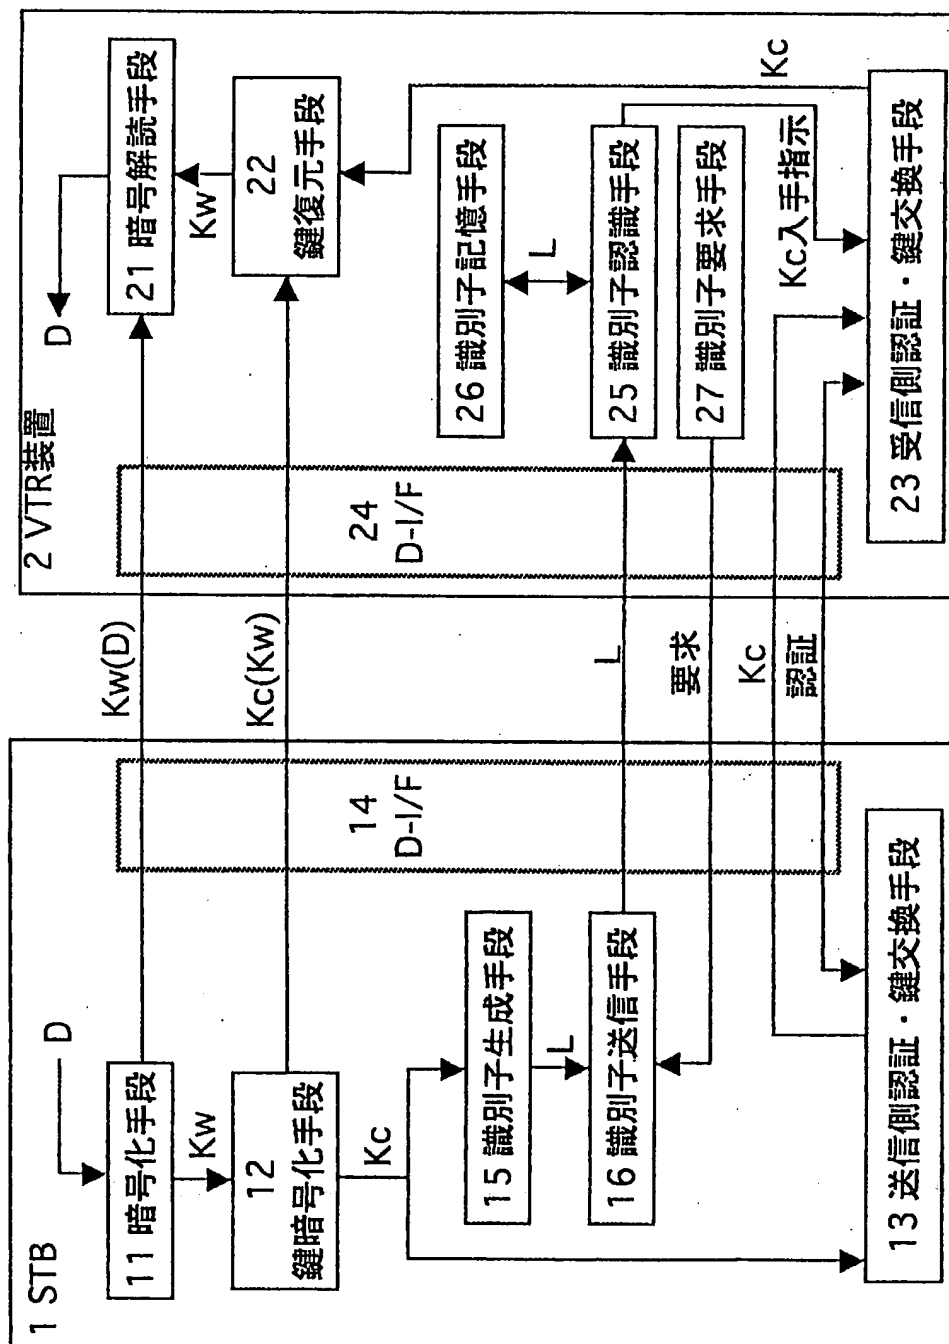 1 STB
D
11 暗号化手段
Kw
12
鍵暗号化手段
Kc
15 識別子生成手段
L
16 識別子送信手段
13 送信側認証・鍵交換手段
14
D-I/F
Kw(D)
Kc(Kw)
L
要求
Kc
認証
2 VTR装置
24
D-I/F
D
21 暗号解読手段
Kw
22
鍵復元手段
Kc
26 識別子記憶手段
L
25 識別子認識手段
27 識別子要求手段
Kc入手指示
23 受信側認証・鍵交換手段